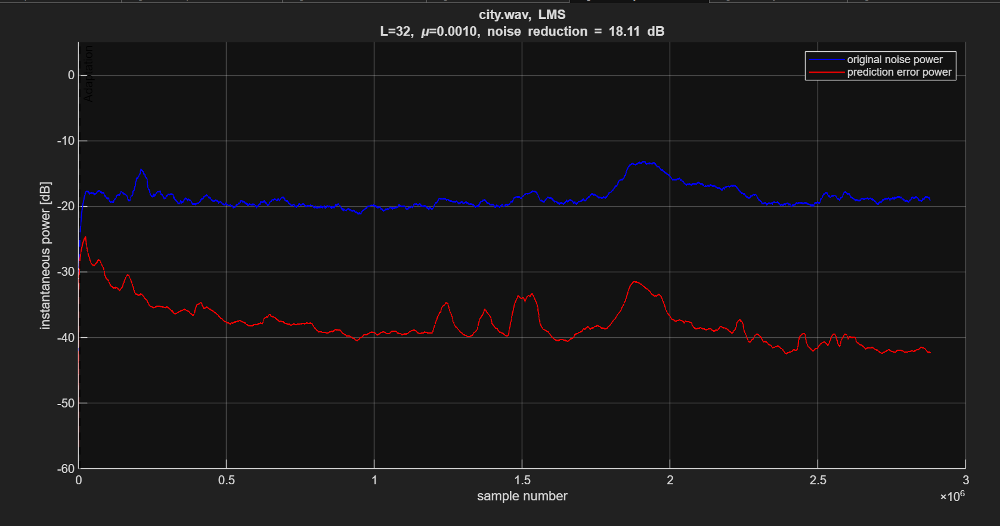 city.wav, LMS
L=32, μ=0.0010, noise reduction = 18.11 dB
Adaptation
original noise power
prediction error power
0
-10
-20
-30
-40
-50
-60
instantaneous power [dB]
0 0.5 1 1.5 2 2.5 3
sample number
×10⁶